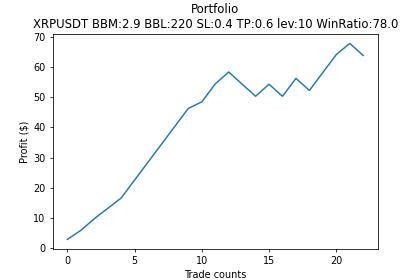 Portfolio
XRPUSDT BBM:2.9 BBL:220 SL:0.4 TP:0.6 lev:10 WinRatio:78.0
70
60
50
40
30
20
10
0
Profit ($)
0 5 10 15 20
Trade counts